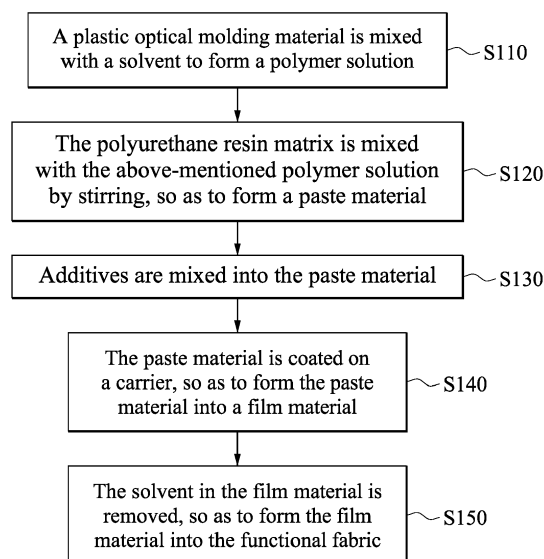 A plastic optical molding material is mixed
with a solvent to form a polymer solution
S110
The polyurethane resin matrix is mixed
with the above-mentioned polymer solution
by stirring, so as to form a paste material
S120
Additives are mixed into the paste material
S130
The paste material is coated on
a carrier, so as to form the paste
material into a film material
S140
The solvent in the film material is
removed, so as to form the film
material into the functional fabric
S150